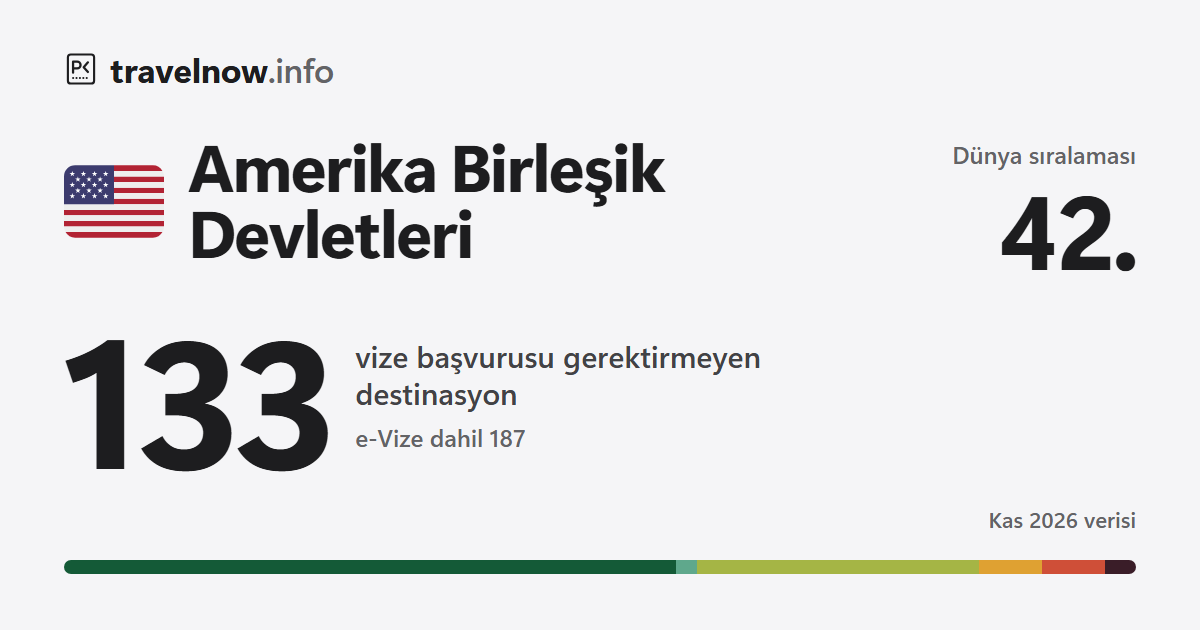 travelnow.info
Amerika Birleşik
Devletleri
Dünya sıralaması
42.
133
vize başvurusu gerektirmeyen
destinasyon
e-Vize dahil 187
Kas 2026 verisi